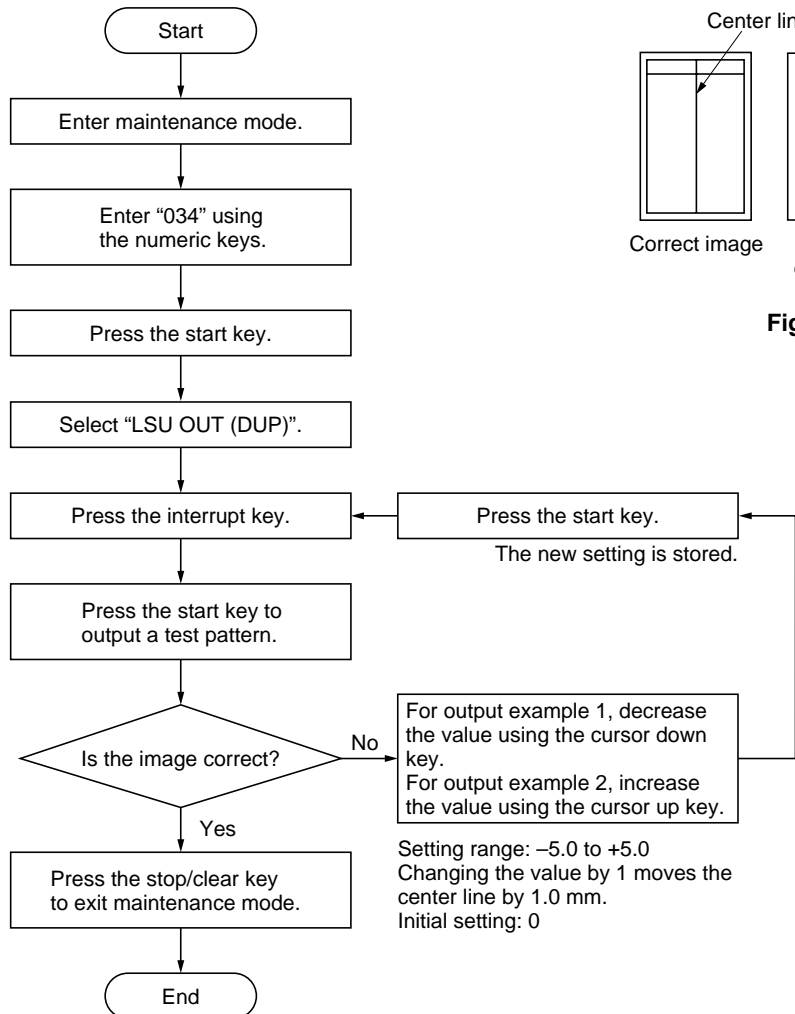 Start
Enter maintenance mode.
Enter “034” using
the numeric keys.
Press the start key.
Select “LSU OUT (DUP)”.
Press the interrupt key.
Press the start key.
The new setting is stored.
Press the start key to
output a test pattern.
Is the image correct?
No
For output example 1, decrease
the value using the cursor down
key.
For output example 2, increase
the value using the cursor up key.
Setting range: –5.0 to +5.0
Changing the value by 1 moves the
center line by 1.0 mm.
Initial setting: 0
Yes
Press the stop/clear key
to exit maintenance mode.
End
Center lin
Correct image
Fig